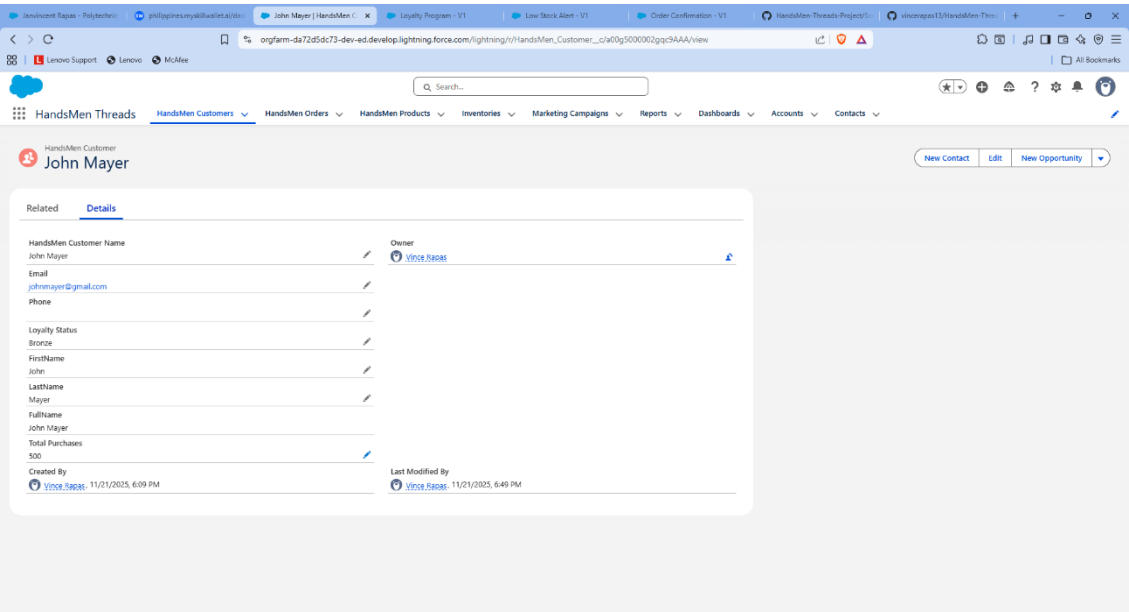 Janvincent Rapas - Polytechnic
philippines.myskillwallet.ai/das
John Mayer | HandsMen C
Loyalty Program - V1
Low Stock Alert - V1
Order Confirmation - V1
HandsMen-Threads-Project/Sc
vincerapas13/HandsMen-Threa
orgfarm-da72d5dc73-dev-ed.develop.lightning.force.com/lightning/r/HandsMen_Customer__c/a00g5000002gqc9AAA/view
Lenovo Support
Lenovo
McAfee
All Bookmarks
Search...
HandsMen Threads
HandsMen Customers
HandsMen Orders
HandsMen Products
Inventories
Marketing Campaigns
Reports
Dashboards
Accounts
Contacts
HandsMen Customer
John Mayer
New Contact
Edit
New Opportunity
Related
Details
HandsMen Customer Name
John Mayer
Owner
Vince Rapas
Email
johnmayer@gmail.com
Phone
Loyalty Status
Bronze
FirstName
John
LastName
Mayer
FullName
John Mayer
Total Purchases
500
Created By
Vince Rapas, 11/21/2025, 6:09 PM
Last Modified By
Vince Rapas, 11/21/2025, 6:49 PM